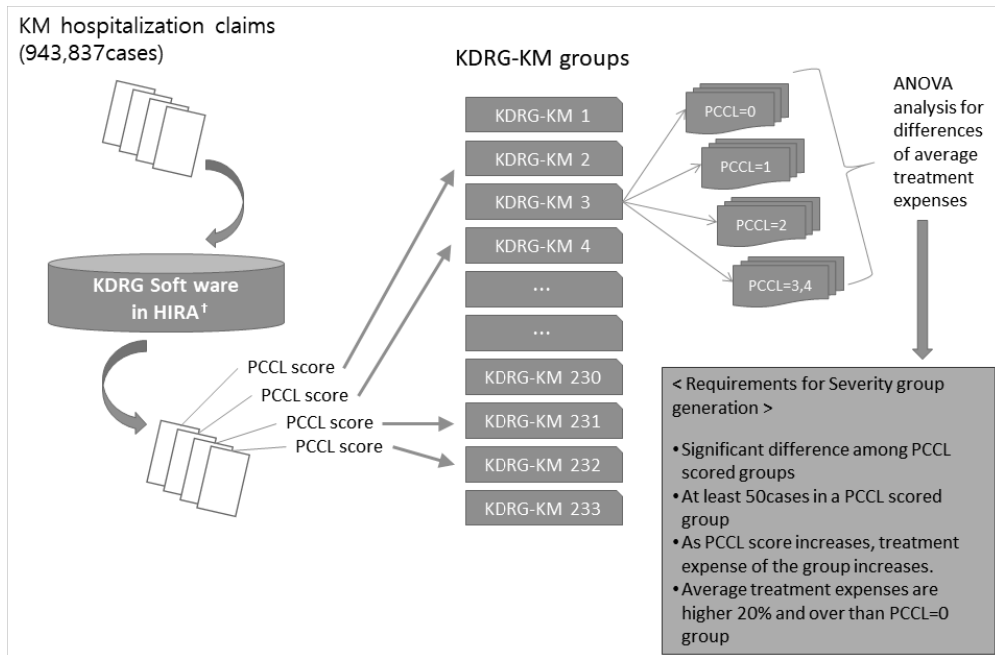 KM hospitalization claims
(943,837cases)
KDRG Soft ware
in HIRA†
PCCL score
PCCL score
PCCL score
PCCL score
KDRG-KM groups
KDRG-KM 1
KDRG-KM 2
KDRG-KM 3
KDRG-KM 4
...
...
KDRG-KM 230
KDRG-KM 231
KDRG-KM 232
KDRG-KM 233
PCCL=0
PCCL=1
PCCL=2
PCCL=3,4
ANOVA
analysis for
differences
of average
treatment
expenses
< Requirements for Severity group
generation >
•Significant difference among PCCL
scored groups
•At least 50cases in a PCCL scored
group
•As PCCL score increases, treatment
expense of the group increases.
•Average treatment expenses are
higher 20% and over than PCCL=0
group